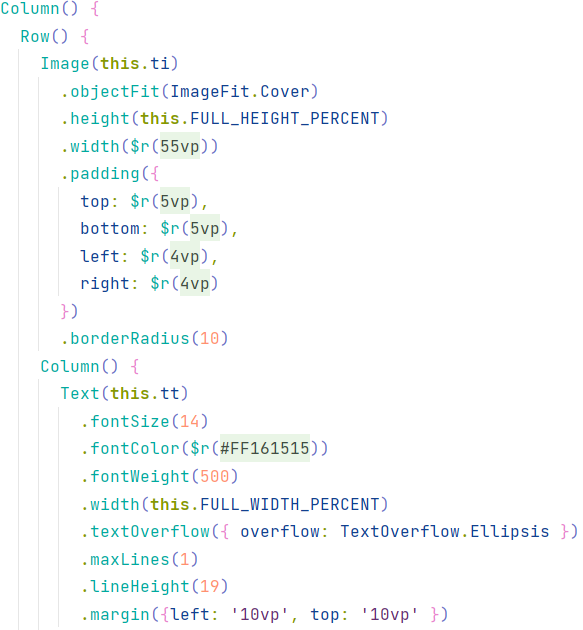 Column() {
  Row() {
    Image(this.ti)
      .objectFit(ImageFit.Cover)
      .height(this.FULL_HEIGHT_PERCENT)
      .width($r(55vp))
      .padding({
        top: $r(5vp),
        bottom: $r(5vp),
        left: $r(4vp),
        right: $r(4vp)
      })
      .borderRadius(10)
    Column() {
      Text(this.tt)
        .fontSize(14)
        .fontColor($r(#FF161515))
        .fontWeight(500)
        .width(this.FULL_WIDTH_PERCENT)
        .textOverflow({ overflow: TextOverflow.Ellipsis })
        .maxLines(1)
        .lineHeight(19)
        .margin({left: '10vp', top: '10vp' })